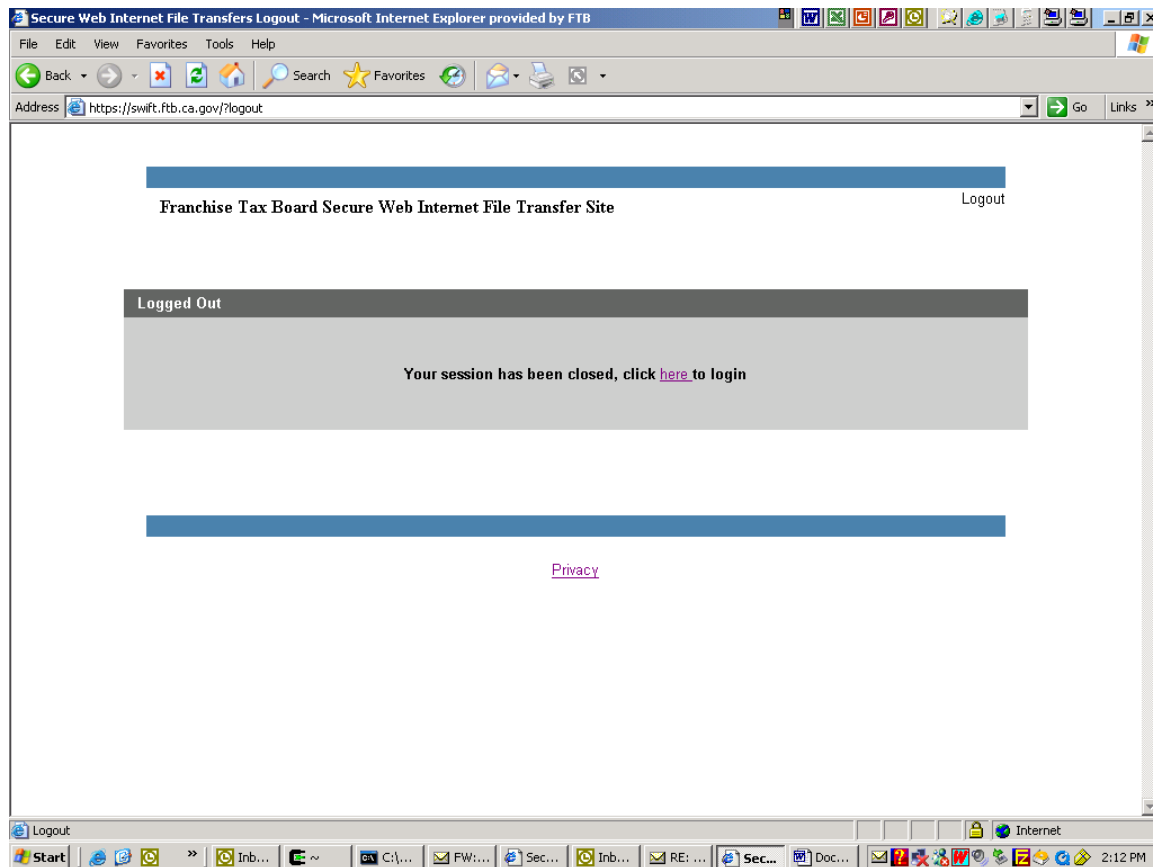 Secure Web Internet File Transfers Logout - Microsoft Internet Explorer provided by FTB
File Edit View Favorites Tools Help
Back Search Favorites
Address https://swift.ftb.ca.gov/?logout Go Links »
Franchise Tax Board Secure Web Internet File Transfer Site
Logout
Logged Out
Your session has been closed, click here to login
Privacy
Logout Internet
Start » Inb... ~ C:\... FW:... Sec... Inb... RE: ... Sec... Doc... 2:12 PM